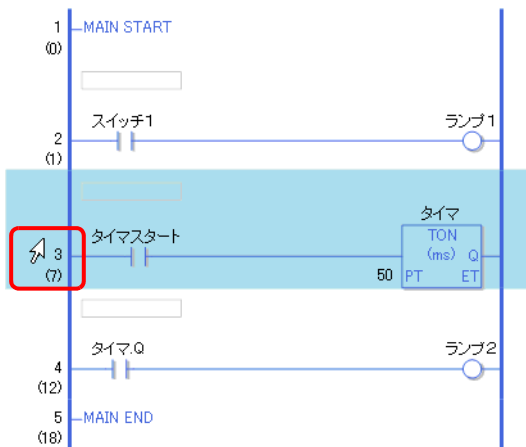 1 MAIN START
(0)
スイッチ1 ランプ1
2
(1)
タイマ
タイマスタート TON
3 (ms) Q
(7) 50 PT ET
タイマ.Q ランプ2
4
(12)
5 MAIN END
(18)